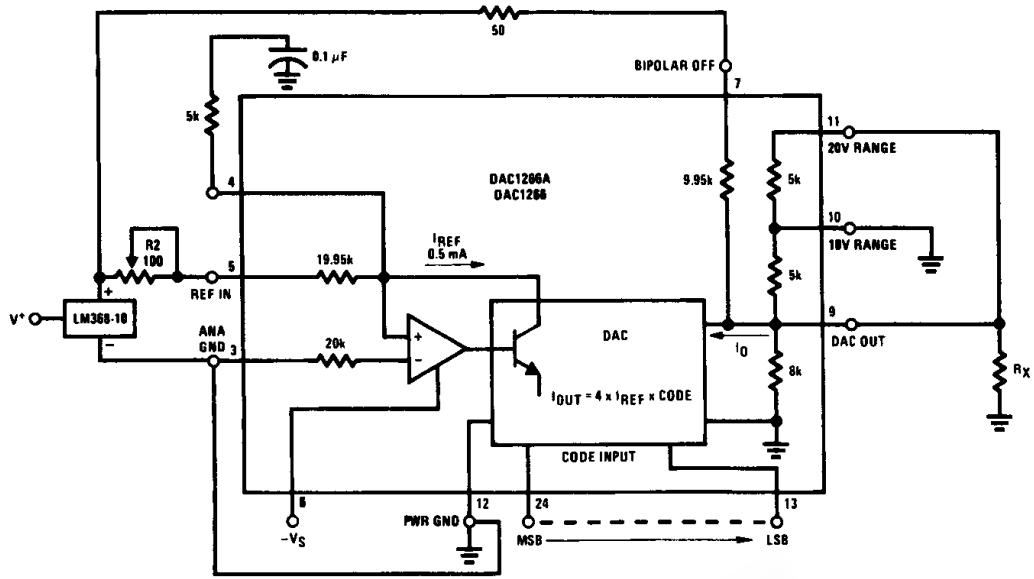 50
0.1 μF
BIPOLAR OFF
7
5k
11
20V RANGE
4
DAC1266A
DAC1266
9.95k
5k
10
10V RANGE
R2
100
IREF
0.5 mA
5
19.95k
5k
REF IN
+
V+
LM368-10
–
ANA
GND
3
20k
+
–
DAC
9
DAC OUT
IO
8k
RX
IOUT = 4 x IREF x CODE
CODE INPUT
6
12
24
13
–VS
PWR GND
MSB
LSB